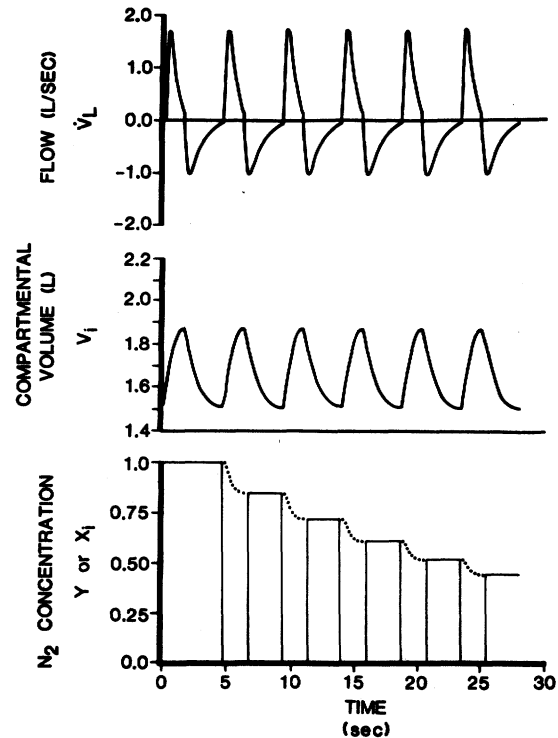 2.0
1.0
0.0
-1.0
-2.0
FLOW (L/SEC)
V̇L
2.2
2.0
1.8
1.6
1.4
COMPARTMENTAL
VOLUME (L)
Vi
1.0
0.75
0.50
0.25
0.0
N2 CONCENTRATION
Y or Xi
0 5 10 15 20 25 30
TIME
(sec)